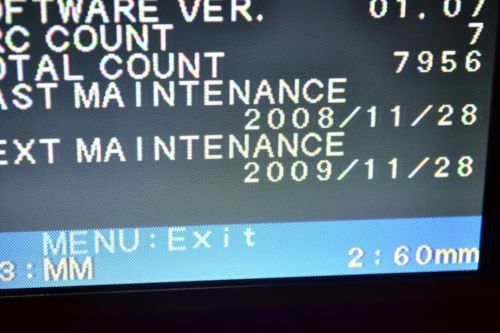 OFTWARE VER. 01.07
RC COUNT 7
OTAL COUNT 7956
AST MAINTENANCE
2008/11/28
EXT MAINTENANCE
2009/11/28
MENU:Exit
3:MM 2:60mm